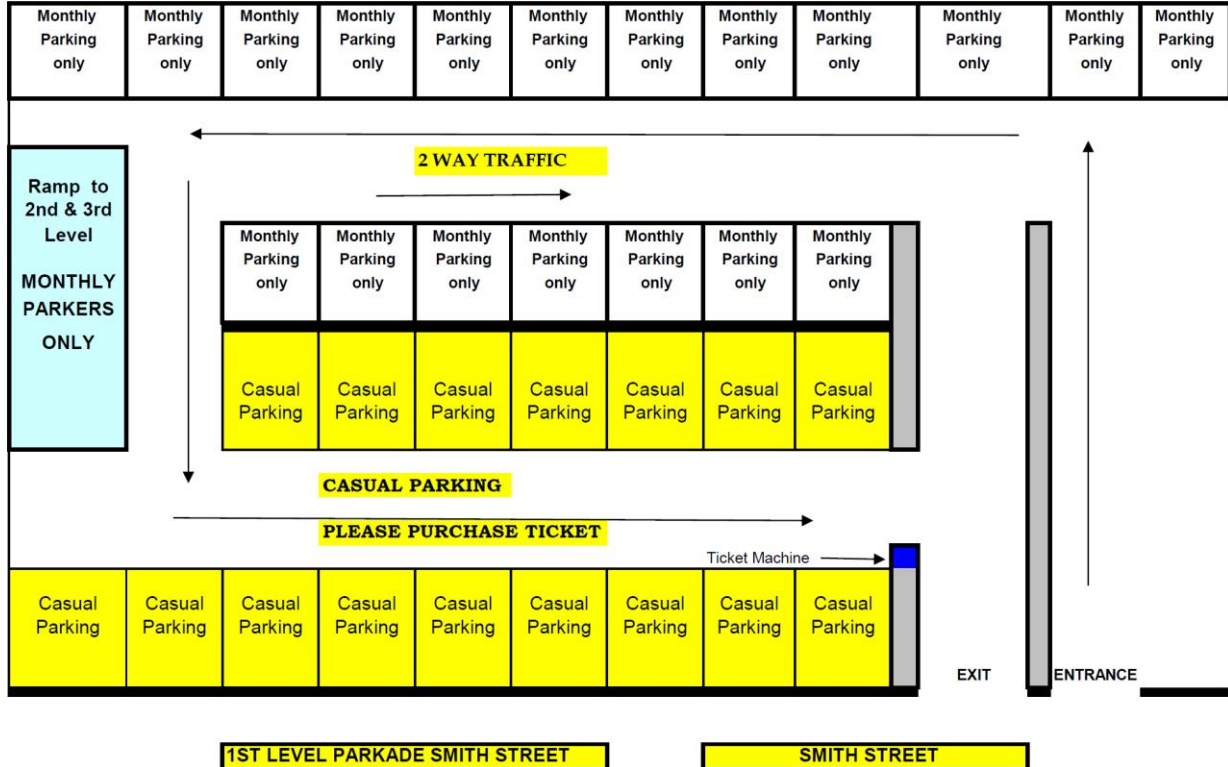 Monthly Monthly Monthly Monthly Monthly Monthly Monthly Monthly Monthly Monthly Monthly Monthly
Parking Parking Parking Parking Parking Parking Parking Parking Parking Parking Parking Parking
only only only only only only only only only only only only
2 WAY TRAFFIC
Ramp to
2nd & 3rd
Level
MONTHLY
PARKERS
ONLY
Monthly Monthly Monthly Monthly Monthly Monthly Monthly
Parking Parking Parking Parking Parking Parking Parking
only only only only only only only
Casual Casual Casual Casual Casual Casual Casual
Parking Parking Parking Parking Parking Parking Parking
CASUAL PARKING
PLEASE PURCHASE TICKET
Ticket Machine
Casual Casual Casual Casual Casual Casual Casual Casual Casual
Parking Parking Parking Parking Parking Parking Parking Parking Parking
EXIT ENTRANCE
1ST LEVEL PARKADE SMITH STREET
SMITH STREET